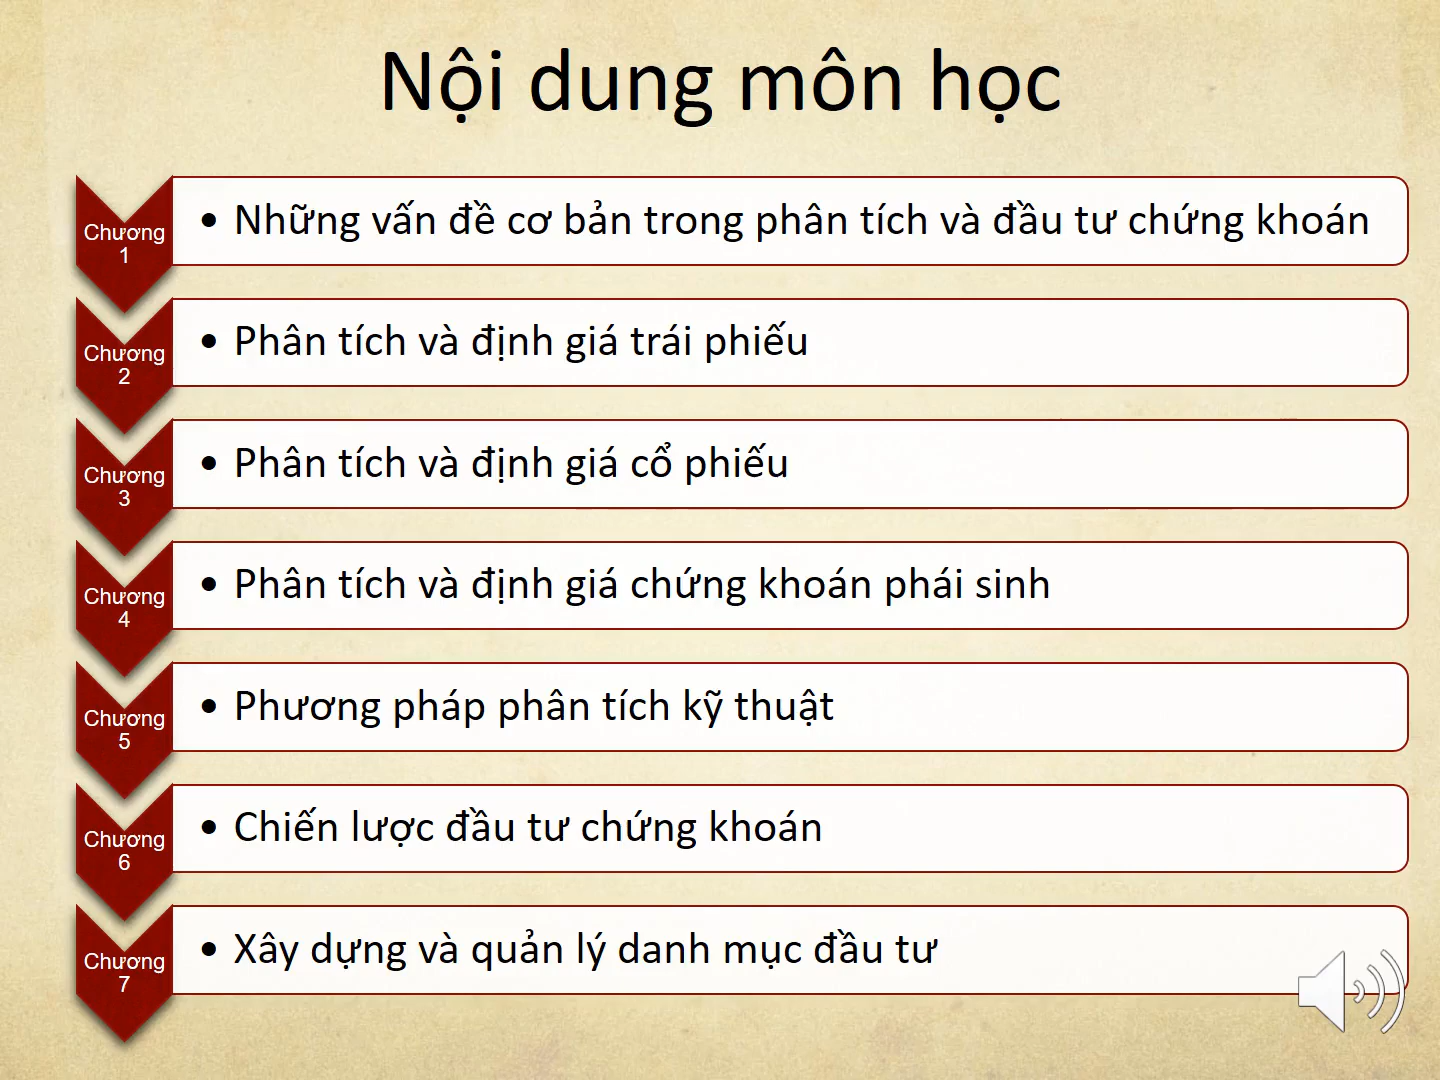 Nội dung môn học
Chương
1
• Những vấn đề cơ bản trong phân tích và đầu tư chứng khoán
Chương
2
• Phân tích và định giá trái phiếu
Chương
3
• Phân tích và định giá cổ phiếu
Chương
4
• Phân tích và định giá chứng khoán phái sinh
Chương
5
• Phương pháp phân tích kỹ thuật
Chương
6
• Chiến lược đầu tư chứng khoán
Chương
7
• Xây dựng và quản lý danh mục đầu tư